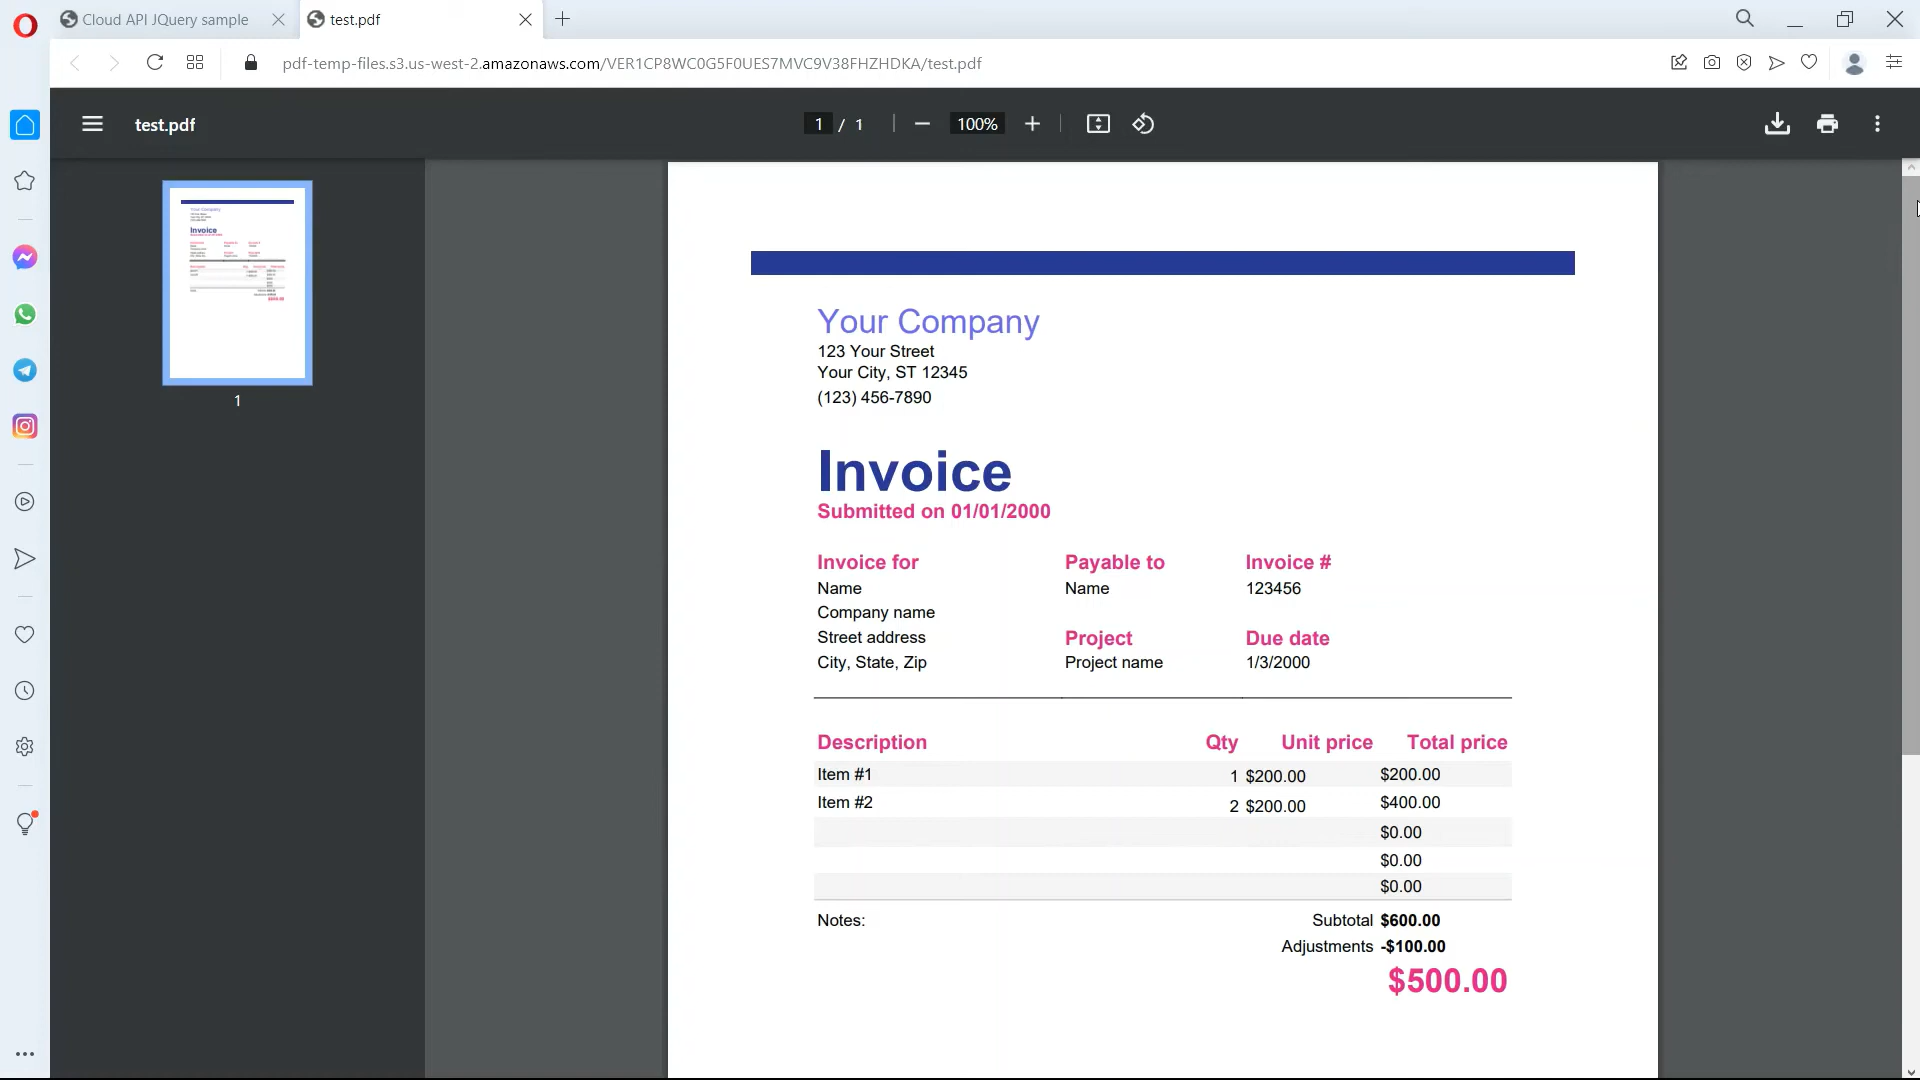 Cloud API JQuery sample
test.pdf
pdf-temp-files.s3.us-west-2.amazonaws.com/VER1CP8WC0G5F0UES7MVC9V38FHZHDKA/test.pdf
test.pdf
1 / 1
100%
1
Your Company
123 Your Street
Your City, ST 12345
(123) 456-7890
Invoice
Submitted on 01/01/2000
Invoice for Payable to Invoice #
Name Name 123456
Company name
Street address Project Due date
City, State, Zip Project name 1/3/2000
Description Qty Unit price Total price
Item #1 1 $200.00 $200.00
Item #2 2 $200.00 $400.00
$0.00
$0.00
$0.00
Notes: Subtotal $600.00
Adjustments -$100.00
$500.00